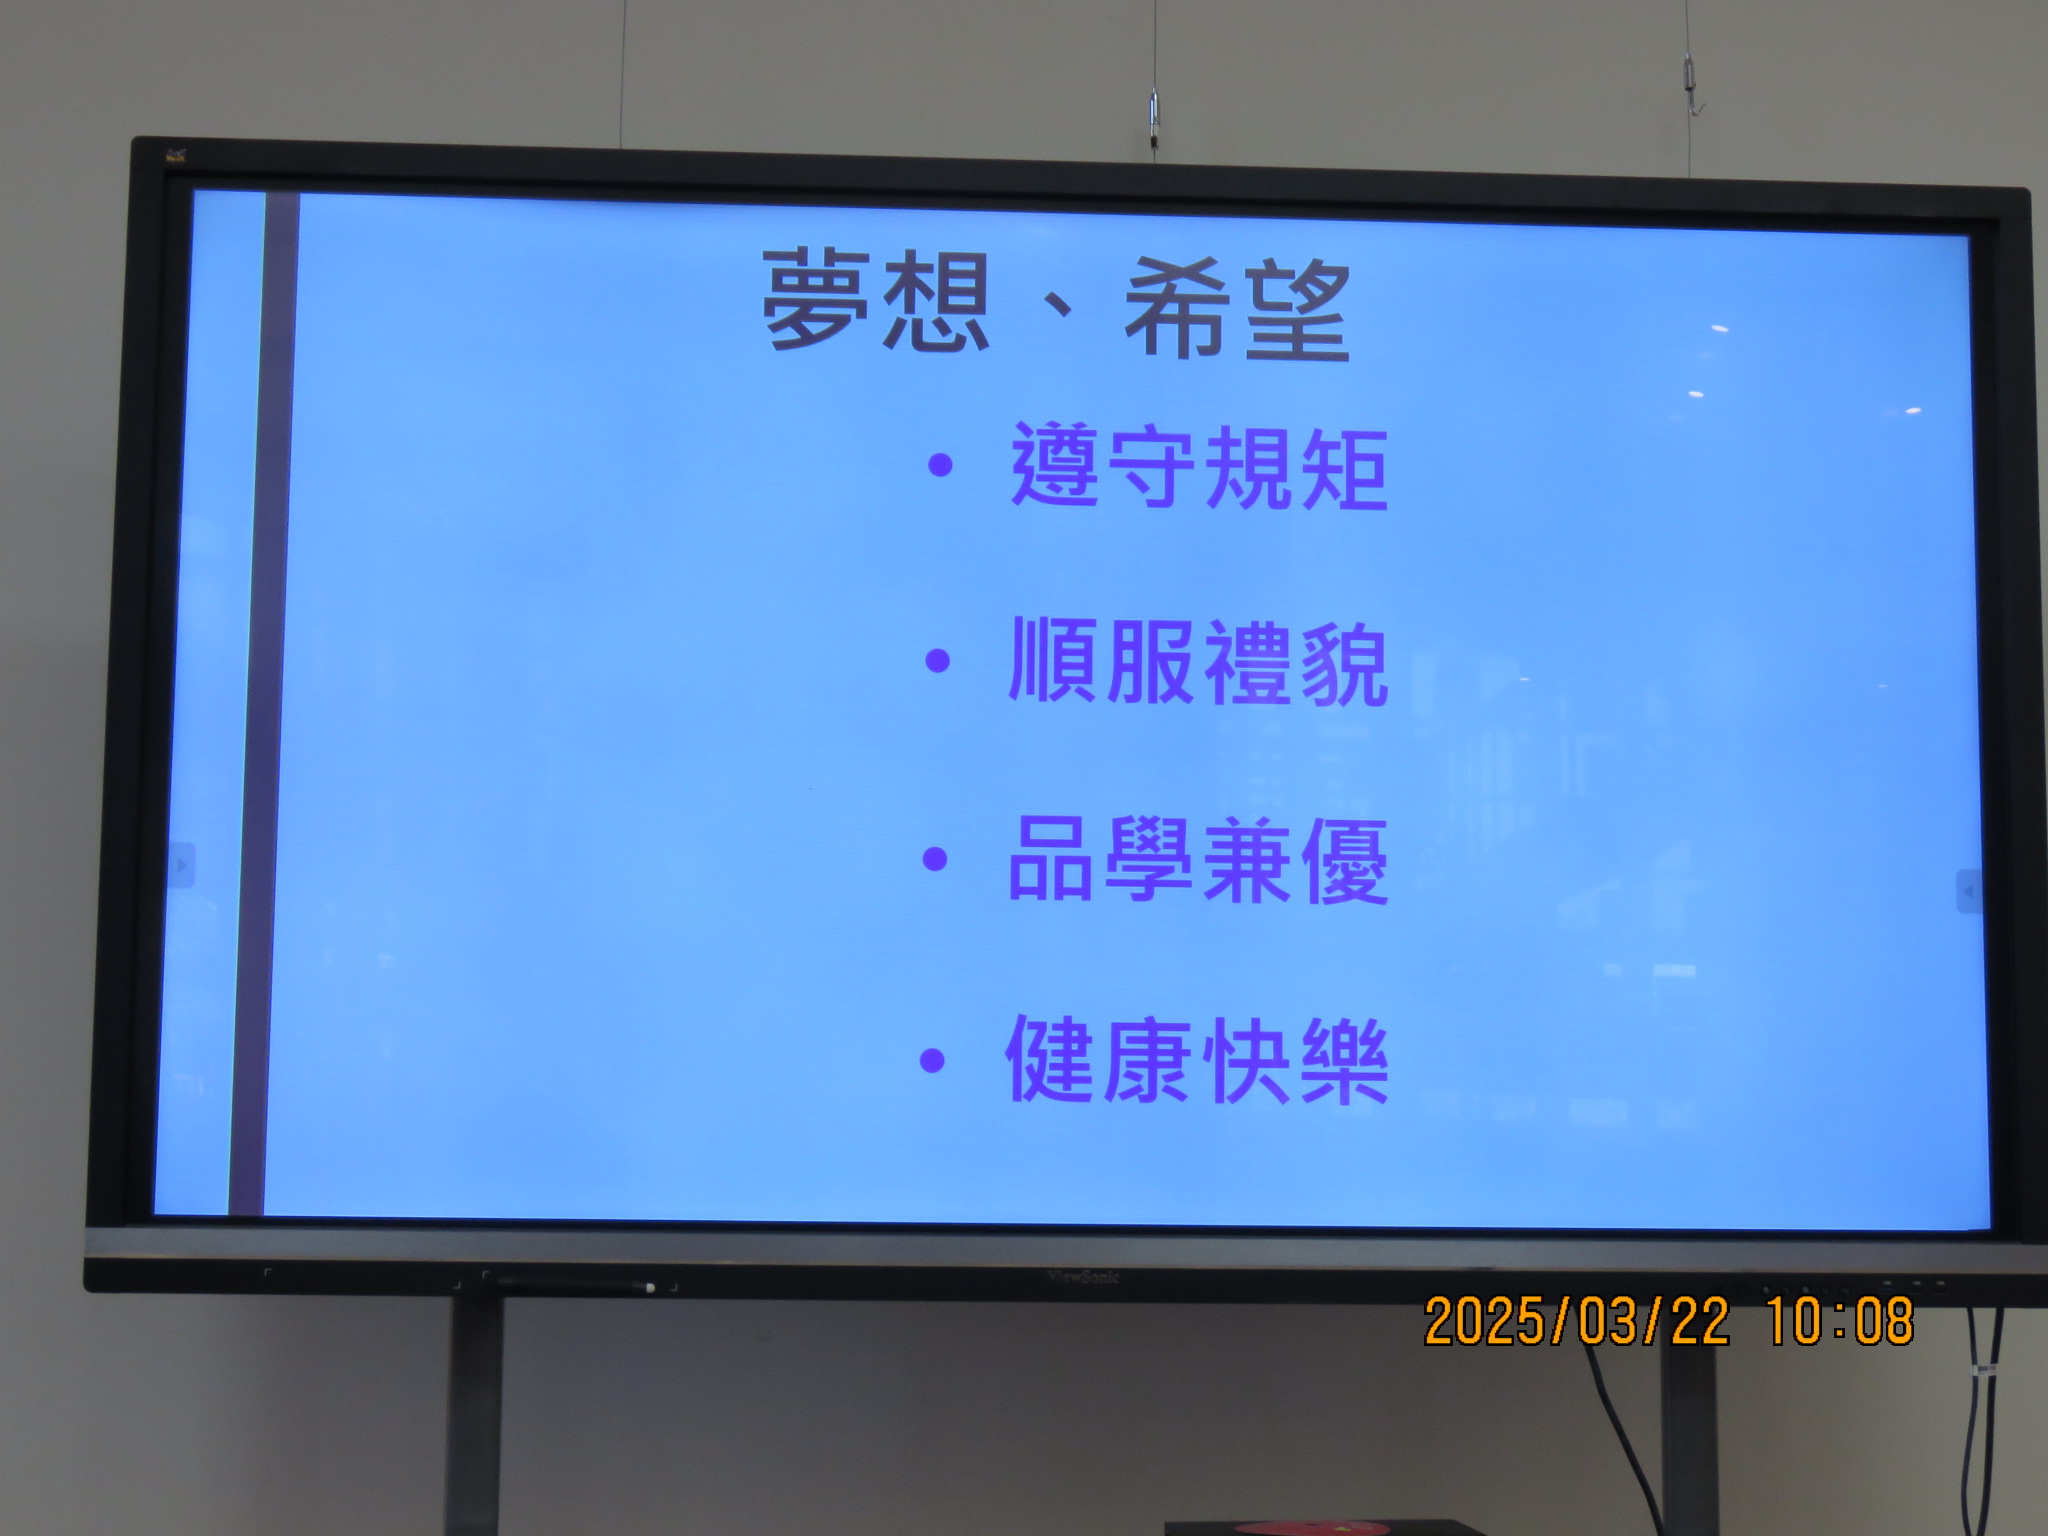 夢想、希望
• 遵守規矩
• 順服禮貌
• 品學兼優
• 健康快樂
ViewSonic
2025/03/22 10:08